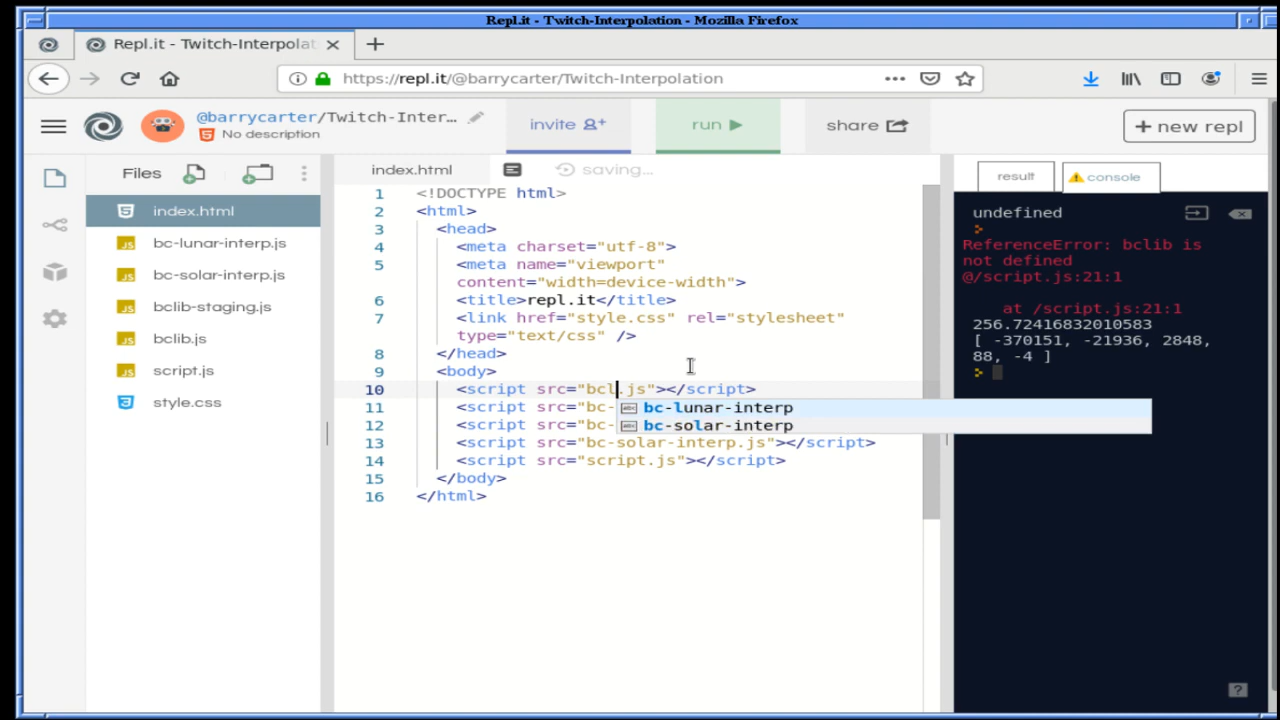 Repl.it - Twitch-Interpolation - Mozilla Firefox
Repl.it - Twitch-Interpolat
https://repl.it/@barrycarter/Twitch-Interpolation
@barrycarter/Twitch-Inter...
No description
invite
run
share
+ new repl
Files
index.html
bc-lunar-interp.js
bc-solar-interp.js
bclib-staging.js
bclib.js
script.js
style.css
index.html
saving...
1 <!DOCTYPE html>
2 <html>
3 <head>
4 <meta charset="utf-8">
5 <meta name="viewport"
content="width=device-width">
6 <title>repl.it</title>
7 <link href="style.css" rel="stylesheet"
type="text/css" />
8 </head>
9 <body>
10 <script src="bcl.js"></script>
11 <script src="bc-
12 <script src="bc-
bc-lunar-interp
bc-solar-interp
13 <script src="bc-solar-interp.js"></script>
14 <script src="script.js"></script>
15 </body>
16 </html>
result
console
undefined
ReferenceError: bclib is
not defined
@/script.js:21:1
at /script.js:21:1
256.72416832010583
[ -370151, -21936, 2848,
88, -4 ]
?